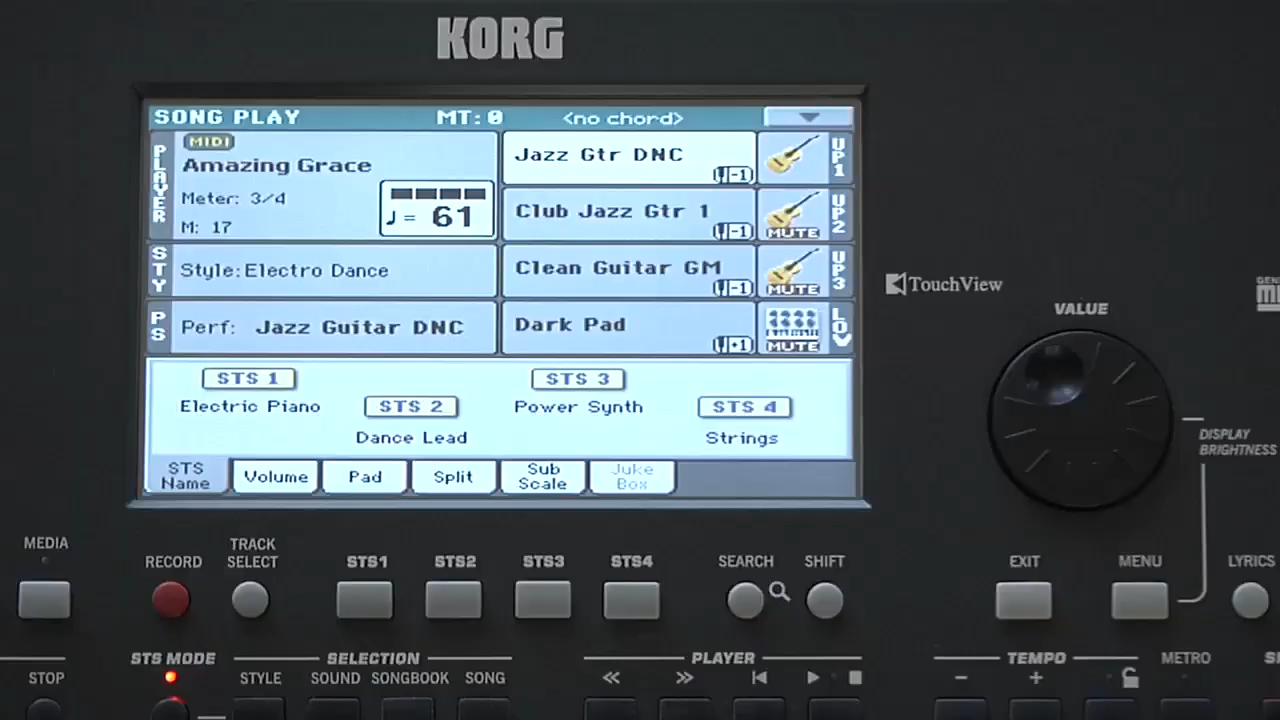 KORG
SONG PLAY MT: 0 <no chord>
PLAYER
MIDI
Amazing Grace
Meter: 3/4
M: 17
♩ = 61
Jazz Gtr DNC
-1
UP1
Club Jazz Gtr 1
-1
MUTE
UP2
STY
Style:Electro Dance
Clean Guitar GM
-1
MUTE
UP3
PS
Perf: Jazz Guitar DNC
Dark Pad
+1
MUTE
LOW
STS 1
Electric Piano
STS 2
Dance Lead
STS 3
Power Synth
STS 4
Strings
STS Name
Volume
Pad
Split
Sub Scale
Juke Box
TouchView
VALUE
DISPLAY
BRIGHTNESS
MEDIA
RECORD
TRACK
SELECT
STS1 STS2 STS3 STS4
SEARCH SHIFT
EXIT MENU LYRICS
STS MODE SELECTION PLAYER TEMPO METRO
STOP STYLE SOUND SONGBOOK SONG
− +